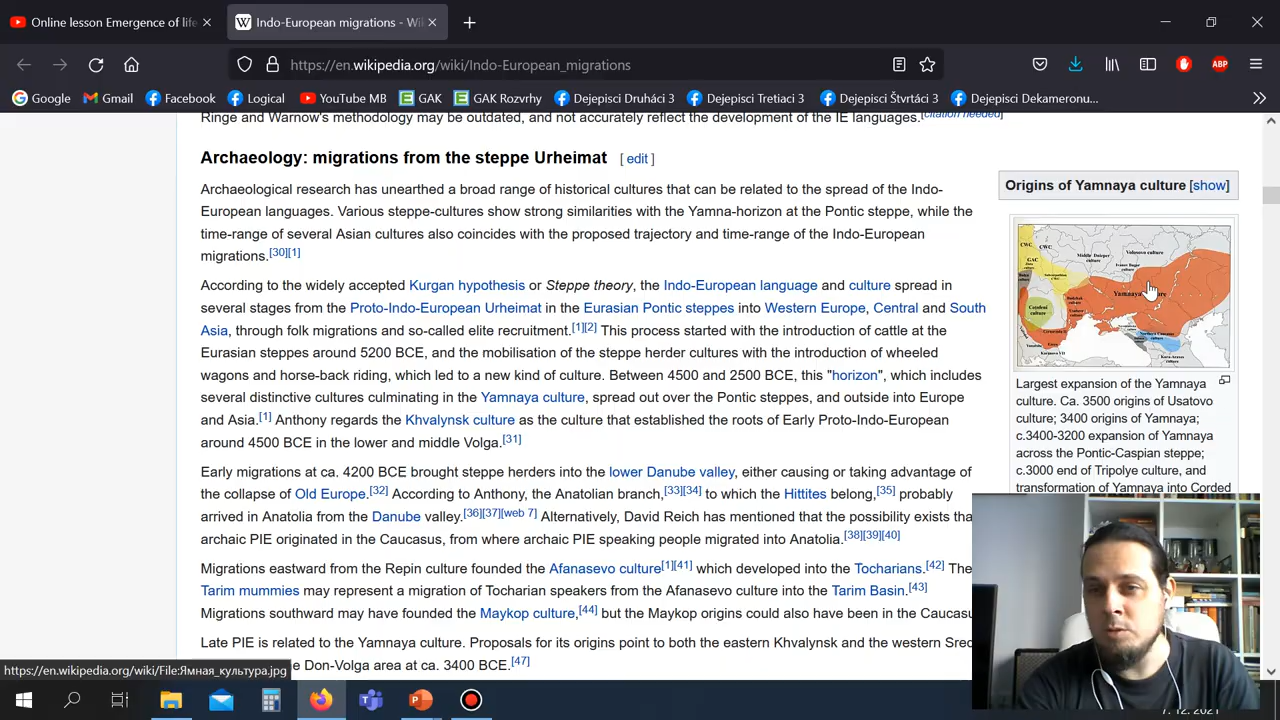 Online lesson Emergence of life
Indo-European migrations - Wi
https://en.wikipedia.org/wiki/Indo-European_migrations
ABP
Google Gmail Facebook Logical YouTube MB GAK GAK Rozvrhy Dejepisci Druháci 3 Dejepisci Tretiaci 3 Dejepisci Štvrtáci 3 Dejepisci Dekameronu...
Ringe and Warnow's methodology may be outdated, and not accurately reflect the development of the IE languages.[citation needed]
Archaeology: migrations from the steppe Urheimat [ edit ]
Archaeological research has unearthed a broad range of historical cultures that can be related to the spread of the Indo-
European languages. Various steppe-cultures show strong similarities with the Yamna-horizon at the Pontic steppe, while the
time-range of several Asian cultures also coincides with the proposed trajectory and time-range of the Indo-European
migrations.[30][1]
According to the widely accepted Kurgan hypothesis or Steppe theory, the Indo-European language and culture spread in
several stages from the Proto-Indo-European Urheimat in the Eurasian Pontic steppes into Western Europe, Central and South
Asia, through folk migrations and so-called elite recruitment.[1][2] This process started with the introduction of cattle at the
Eurasian steppes around 5200 BCE, and the mobilisation of the steppe herder cultures with the introduction of wheeled
wagons and horse-back riding, which led to a new kind of culture. Between 4500 and 2500 BCE, this "horizon", which includes
several distinctive cultures culminating in the Yamnaya culture, spread out over the Pontic steppes, and outside into Europe
and Asia.[1] Anthony regards the Khvalynsk culture as the culture that established the roots of Early Proto-Indo-European
around 4500 BCE in the lower and middle Volga.[31]
Early migrations at ca. 4200 BCE brought steppe herders into the lower Danube valley, either causing or taking advantage of
the collapse of Old Europe.[32] According to Anthony, the Anatolian branch,[33][34] to which the Hittites belong,[35] probably
arrived in Anatolia from the Danube valley.[36][37][web 7] Alternatively, David Reich has mentioned that the possibility exists tha
archaic PIE originated in the Caucasus, from where archaic PIE speaking people migrated into Anatolia.[38][39][40]
Migrations eastward from the Repin culture founded the Afanasevo culture[1][41] which developed into the Tocharians.[42] The
Tarim mummies may represent a migration of Tocharian speakers from the Afanasevo culture into the Tarim Basin.[43]
Migrations southward may have founded the Maykop culture,[44] but the Maykop origins could also have been in the Caucasu
Late PIE is related to the Yamnaya culture. Proposals for its origins point to both the eastern Khvalynsk and the western Sred
e Don-Volga area at ca. 3400 BCE.[47]
Origins of Yamnaya culture [show]
CWC
CWC
GAC
Middle Dnieper
culture
Volosovo
culture
Largest expansion of the Yamnaya
culture. Ca. 3500 origins of Usatovo
culture; 3400 origins of Yamnaya;
c.3400-3200 expansion of Yamnaya
across the Pontic-Caspian steppe;
c.3000 end of Tripolye culture, and
transformation of Yamnaya into Corded
https://en.wikipedia.org/wiki/File:Ямная_культура.jpg
7. 12. 2021